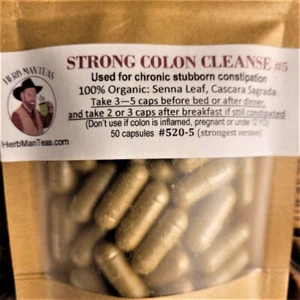 HERB MAN TEAS
STRONG COLON CLEANSE #5
Used for chronic stubborn constipation
100% Organic: Senna Leaf, Cascara Sagrada
Take 3—5 caps before bed or after dinner,
and take 2 or 3 caps after breakfast if still constipated
(Don't use if colon is inflamed, pregnant or under 12 YO)
HerbManTeas.com
50 capsules #520-5 (strongest version)